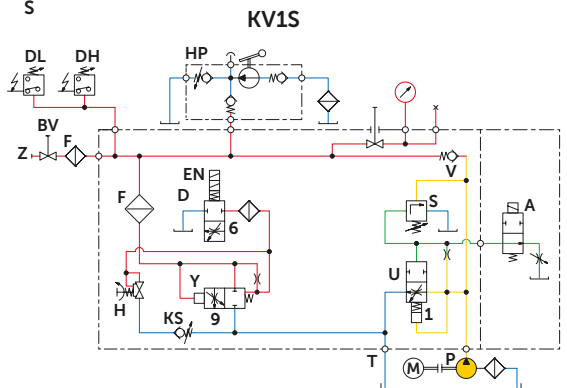 S
KV1S
DL DH HP
BV
Z F
V
F EN
D S A
6
Y U
H 9 1
KS
T M P